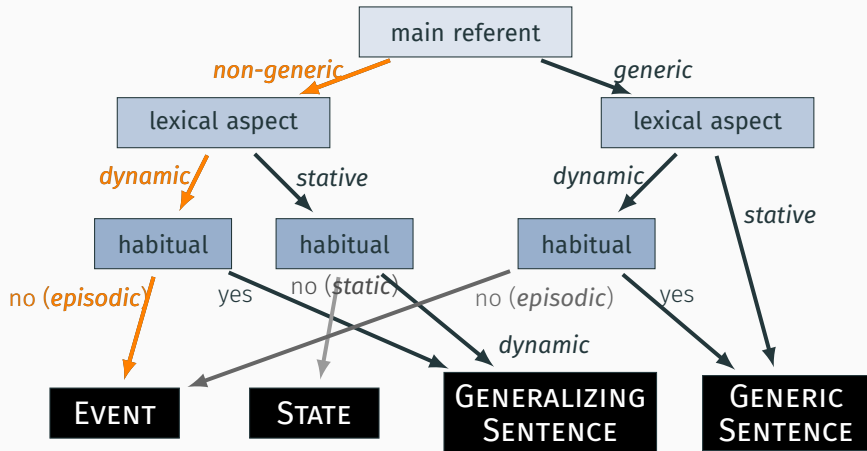 main referent
non-generic
generic
lexical aspect
lexical aspect
dynamic
stative
dynamic
stative
habitual
habitual
habitual
no (episodic)
yes
no (static)
no (episodic)
yes
dynamic
EVENT
STATE
GENERALIZING
SENTENCE
GENERIC
SENTENCE